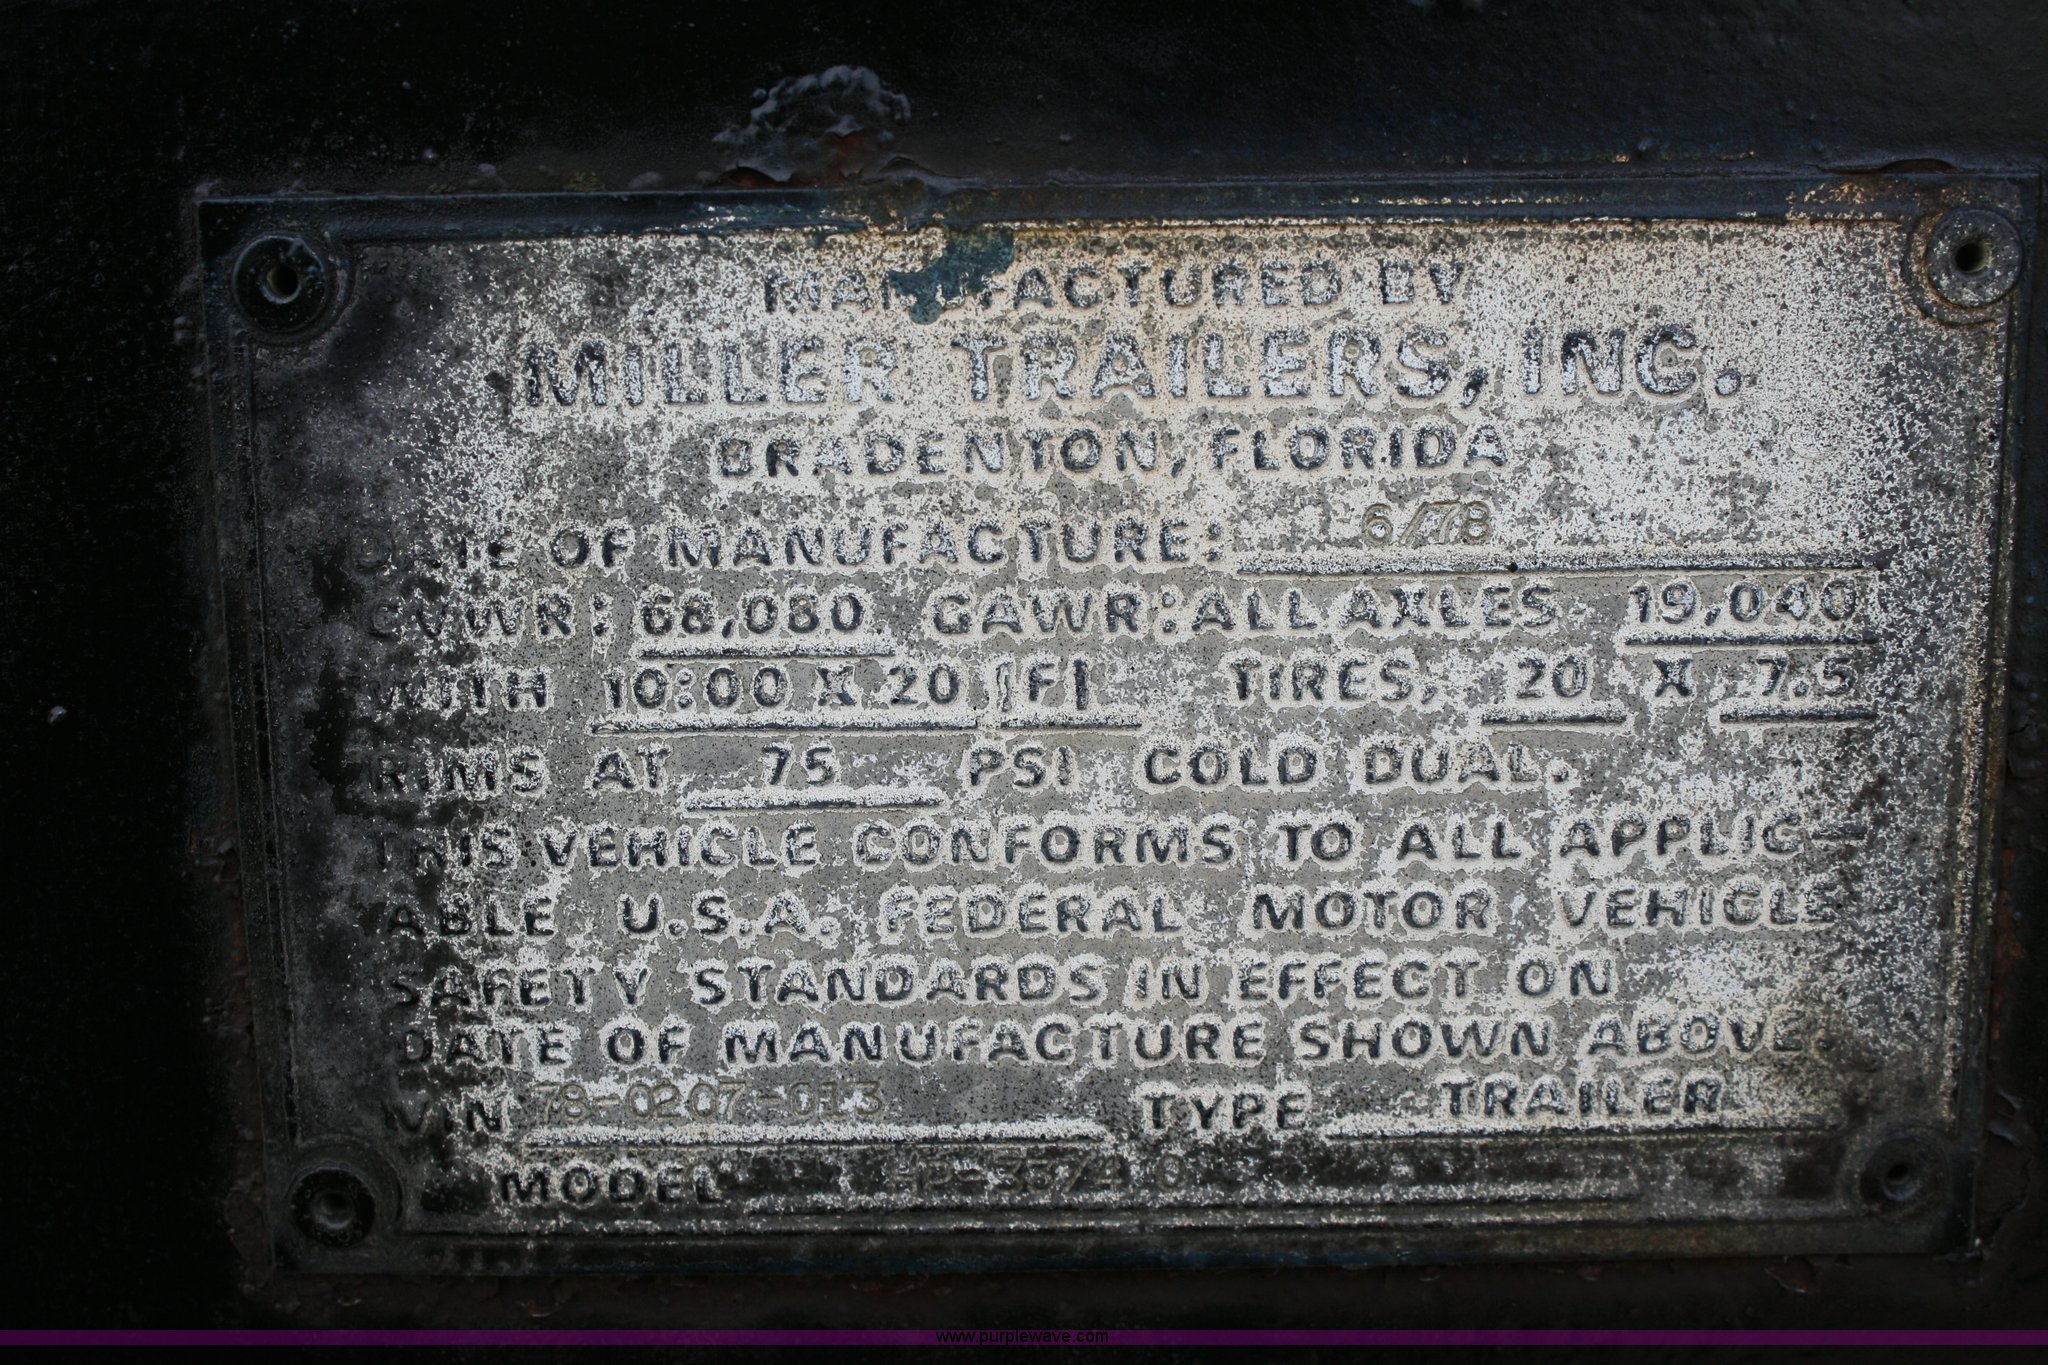 MANUFACTURED BY
MILLER TRAILERS, INC.
BRADENTON, FLORIDA
DATE OF MANUFACTURE: 6/78
GVWR: 68,080 GAWR: ALL AXLES 19,040
WITH 10:00 X 20 (F) TIRES, 20 X 7.5
RIMS AT 75 PSI COLD DUAL.
THIS VEHICLE CONFORMS TO ALL APPLIC-
ABLE U.S.A. FEDERAL MOTOR VEHICLE
SAFETY STANDARDS IN EFFECT ON
DATE OF MANUFACTURE SHOWN ABOVE.
VIN 78-0207-013 TYPE TRAILER
MODEL
www.purplewave.com